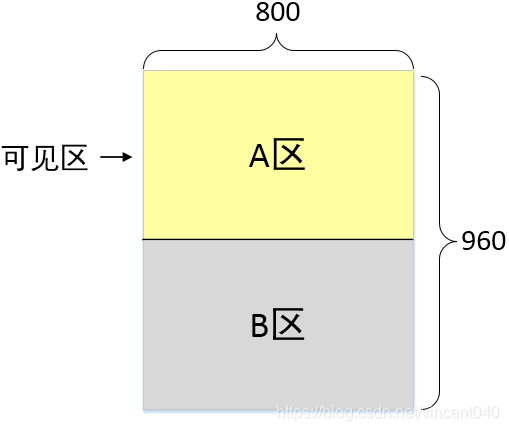 800
可见区
A区
960
B区
https://blog.csdn.net/vincent040